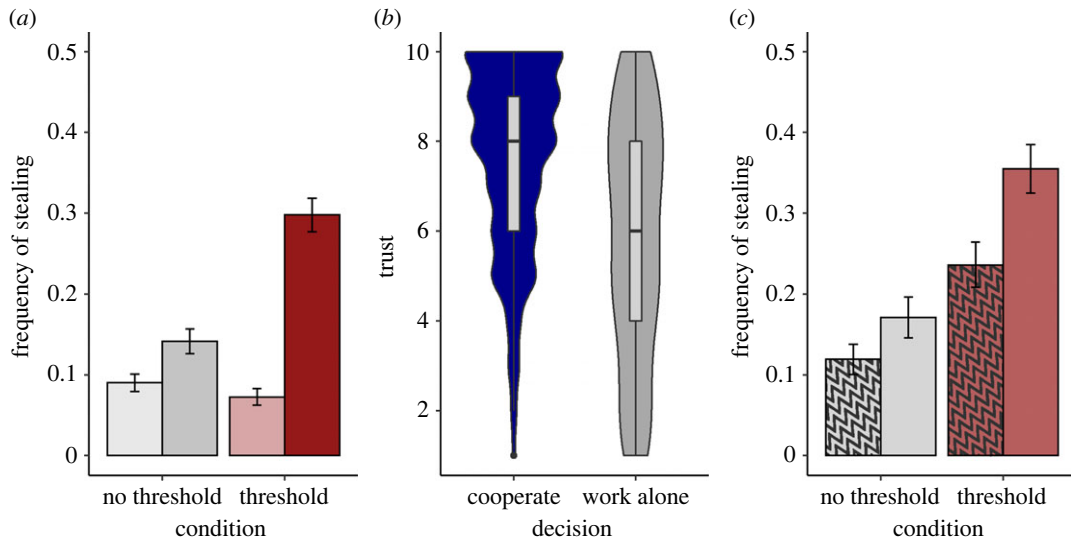 (a)
frequency of stealing
0.5
0.4
0.3
0.2
0.1
0
no threshold threshold
condition
(b)
trust
10
8
6
4
2
cooperate work alone
decision
(c)
frequency of stealing
0.5
0.4
0.3
0.2
0.1
0
no threshold threshold
condition